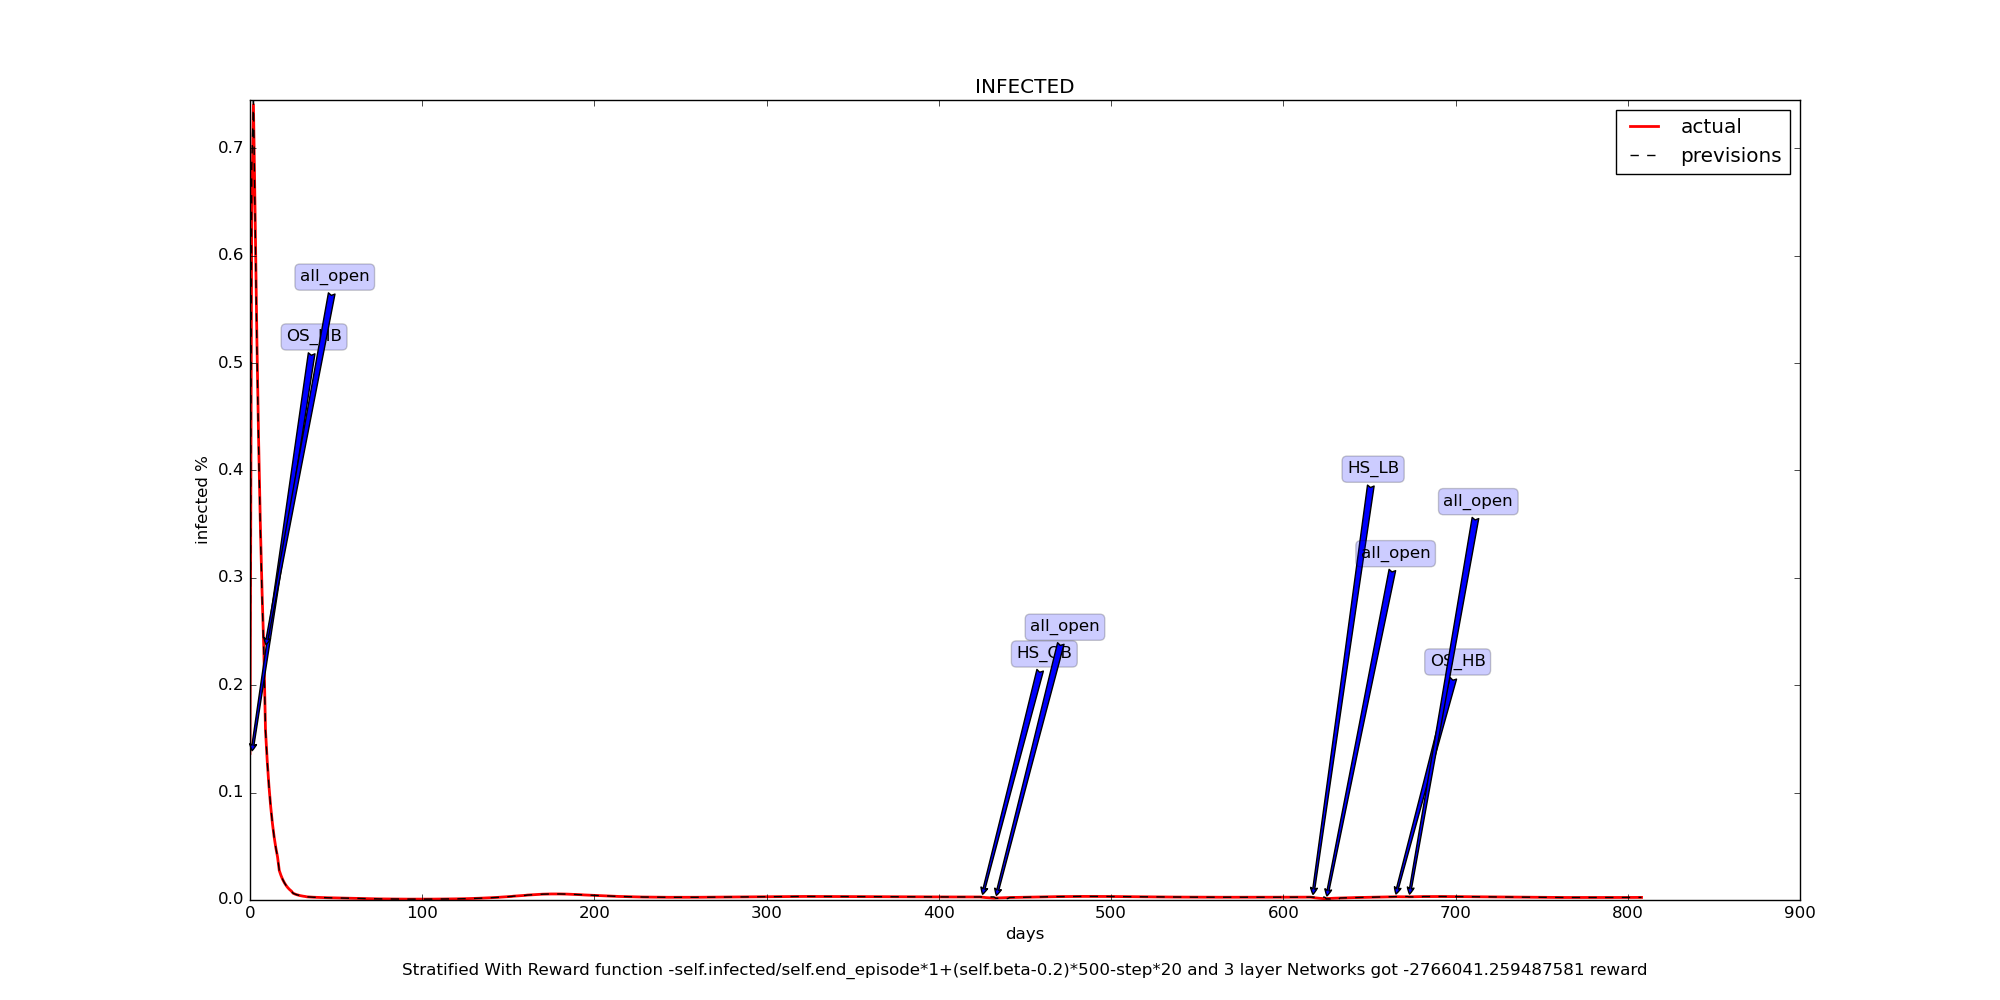 INFECTED
actual
previsions
0.7
0.6
0.5
0.4
0.3
0.2
0.1
0.0
infected %
all_open
HS_LB
all_open
all_open
all_open
OS_HB
0
100
200
300
400
500
600
700
800
900
days
Stratified With Reward function -self.infected/self.end_episode*1+(self.beta-0.2)*500-step*20 and 3 layer Networks got -2766041.259487581 reward